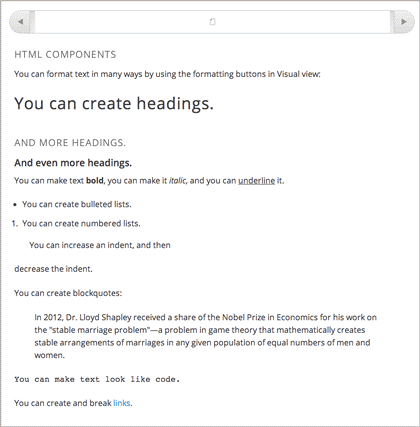 HTML COMPONENTS
You can format text in many ways by using the formatting buttons in Visual view:
You can create headings.
AND MORE HEADINGS.
And even more headings.
You can make text bold, you can make it italic, and you can underline it.
• You can create bulleted lists.
1. You can create numbered lists.
You can increase an indent, and then
decrease the indent.
You can create blockquotes:
In 2012, Dr. Lloyd Shapley received a share of the Nobel Prize in Economics for his work on
the "stable marriage problem"—a problem in game theory that mathematically creates
stable arrangements of marriages in any given population of equal numbers of men and
women.
You can make text look like code.
You can create and break links.